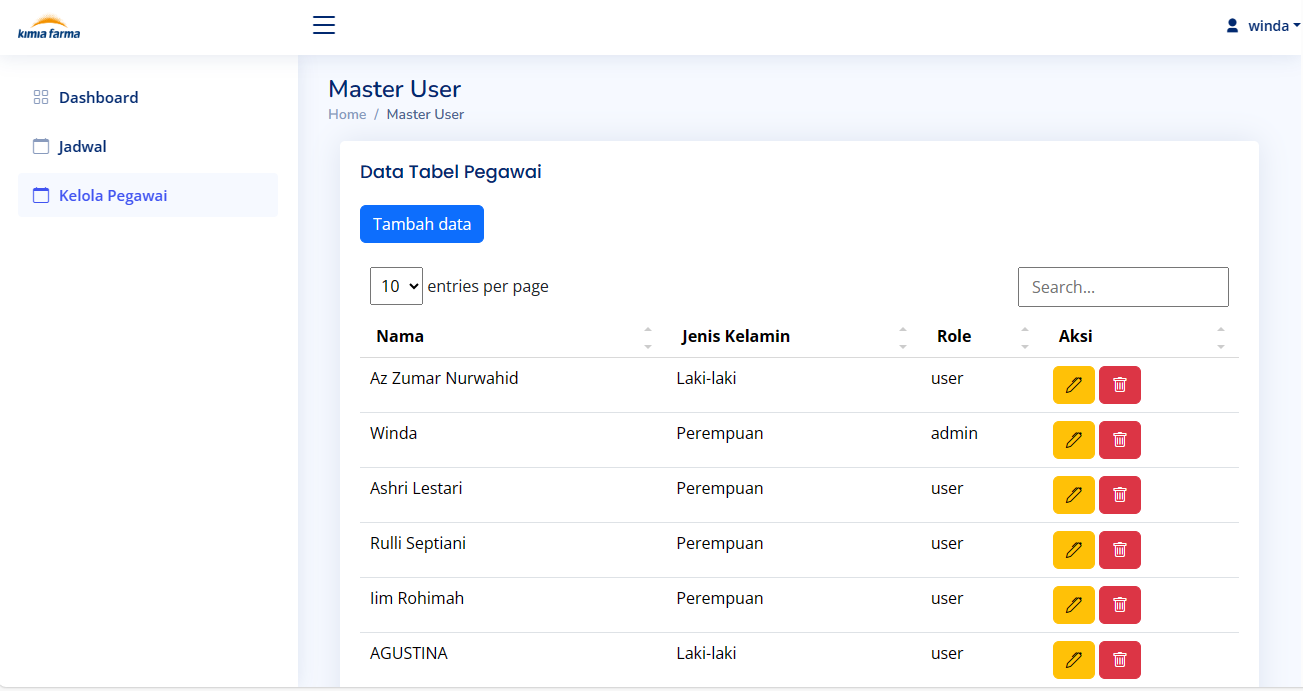 kimia farma
winda
Dashboard
Jadwal
Kelola Pegawai
Master User
Home / Master User
Data Tabel Pegawai
Tambah data
10 entries per page
Search...
Nama Jenis Kelamin Role Aksi
Az Zumar Nurwahid Laki-laki user
Winda Perempuan admin
Ashri Lestari Perempuan user
Rulli Septiani Perempuan user
Iim Rohimah Perempuan user
AGUSTINA Laki-laki user